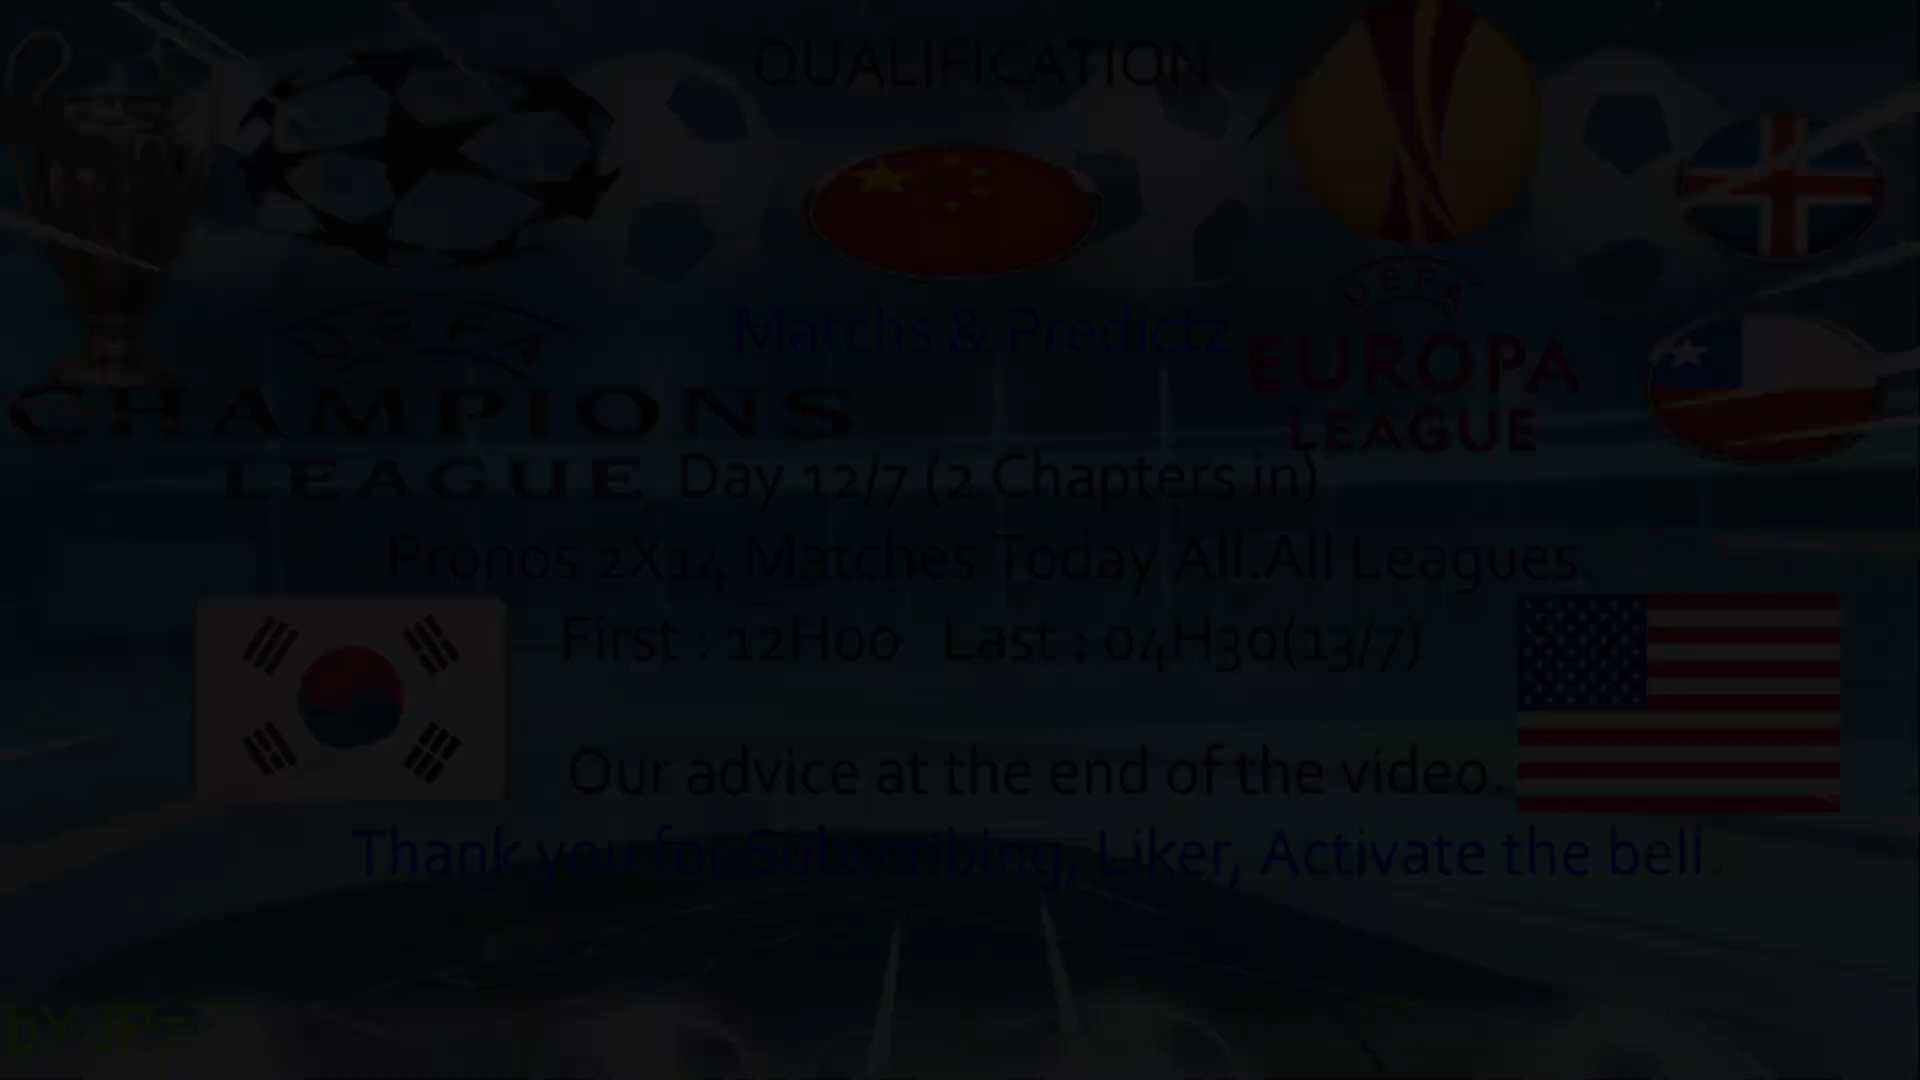 QUALIFICATION
UEFA
CHAMPIONS
LEAGUE
Matchs & Predictz
UEFA
EUROPA
LEAGUE
Day 12/7 (2 Chapters in)
Pronos 2X14 Matches Today All.All Leagues.
First : 12H00 Last : 04H30(13/7)
Our advice at the end of the video.
Thank you for Subscribing, Liker, Activate the bell.